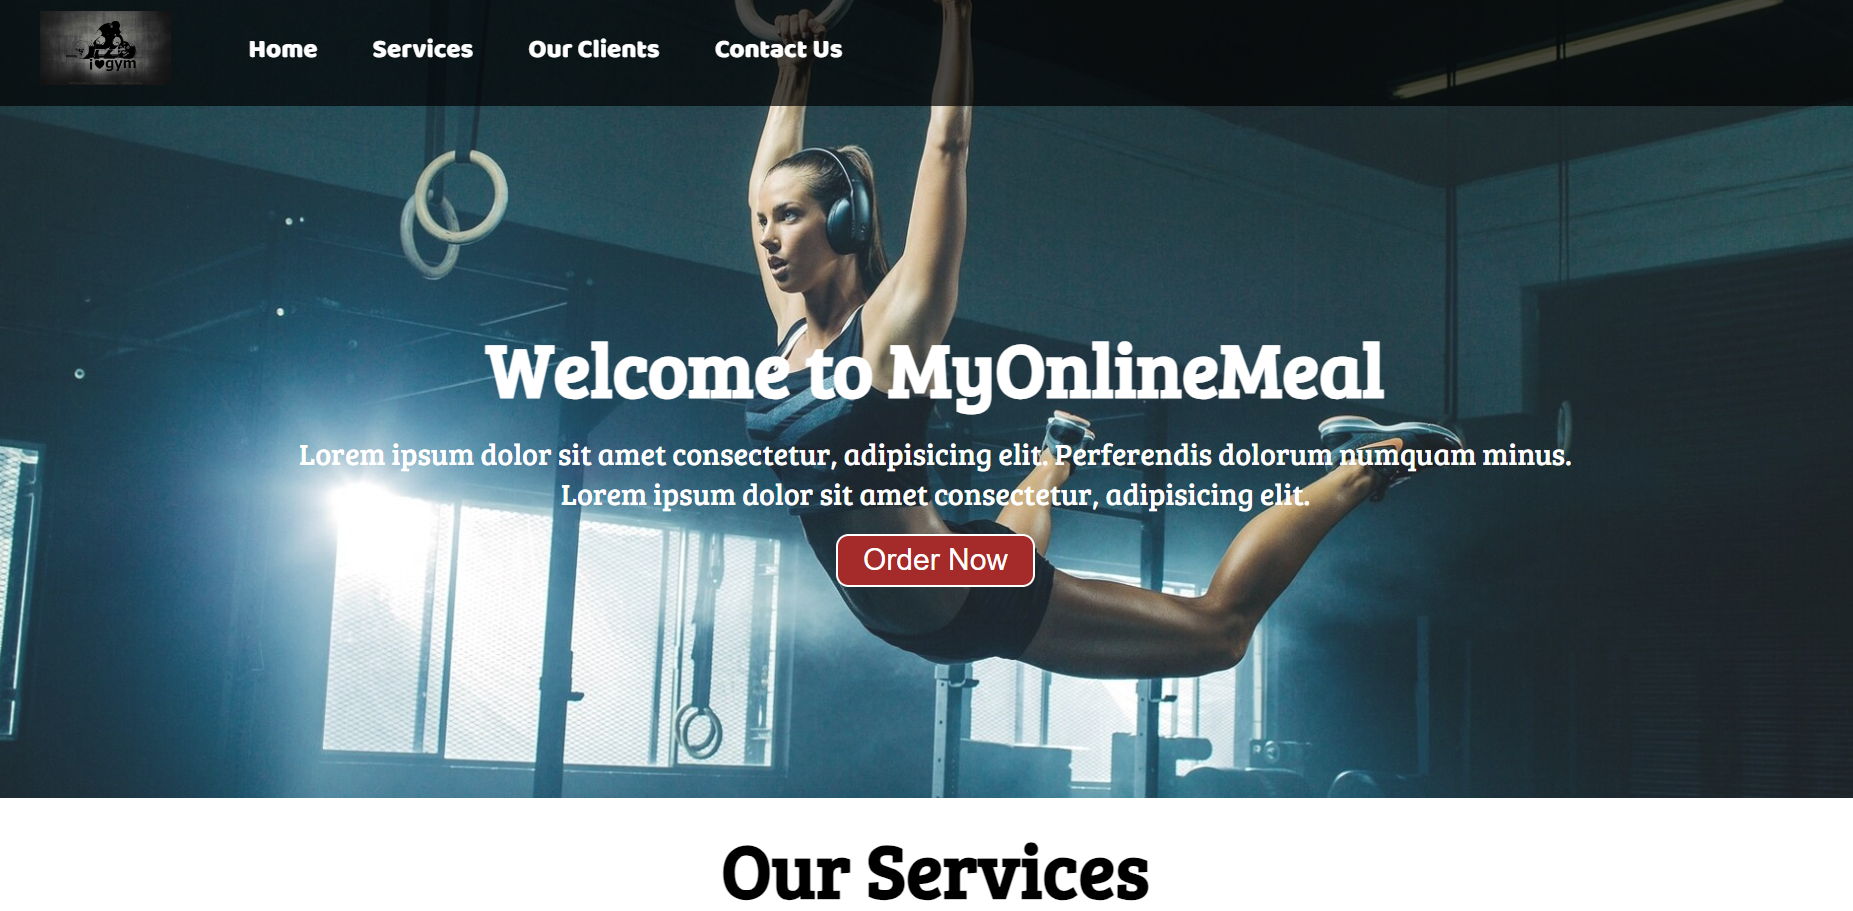 i♥gym
Home Services Our Clients Contact Us
Welcome to MyOnlineMeal
Lorem ipsum dolor sit amet consectetur, adipisicing elit. Perferendis dolorum numquam minus.
Lorem ipsum dolor sit amet consectetur, adipisicing elit.
Order Now
Our Services